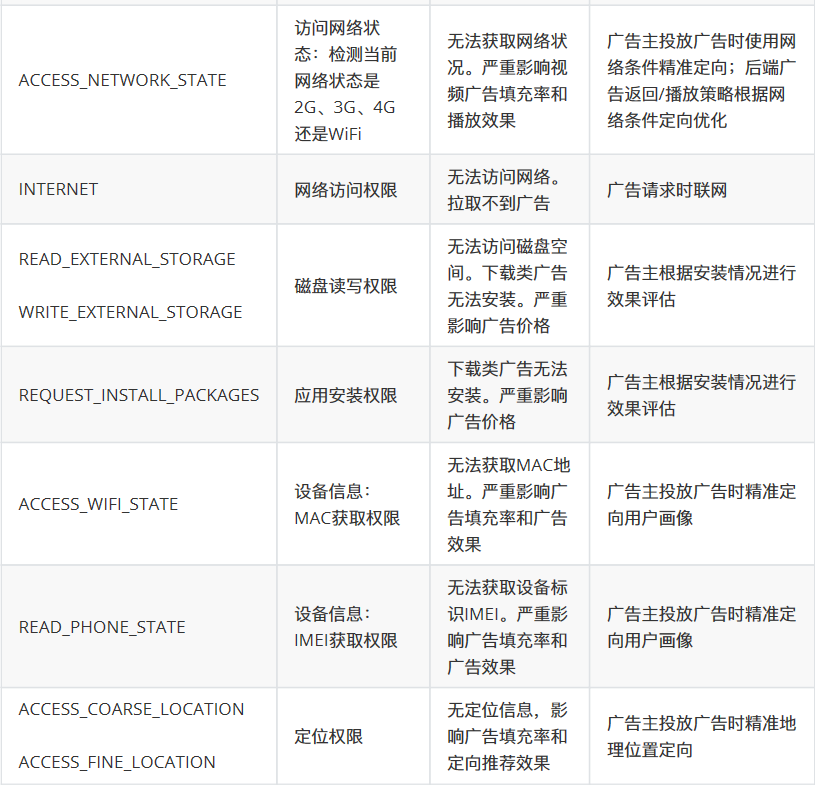 ACCESS_NETWORK_STATE
访问网络状
态：检测当前
网络状态是
2G、3G、4G
还是WiFi
无法获取网络状
况。严重影响视
频广告填充率和
播放效果
广告主投放广告时使用网
络条件精准定向；后端广
告返回/播放策略根据网
络条件定向优化
INTERNET
网络访问权限
无法访问网络。
拉取不到广告
广告请求时联网
READ_EXTERNAL_STORAGE
WRITE_EXTERNAL_STORAGE
磁盘读写权限
无法访问磁盘空
间。下载类广告
无法安装。严重
影响广告价格
广告主根据安装情况进行
效果评估
REQUEST_INSTALL_PACKAGES
应用安装权限
下载类广告无法
安装。严重影响
广告价格
广告主根据安装情况进行
效果评估
ACCESS_WIFI_STATE
设备信息：
MAC获取权限
无法获取MAC地
址。严重影响广
告填充率和广告
效果
广告主投放广告时精准定
向用户画像
READ_PHONE_STATE
设备信息：
IMEI获取权限
无法获取设备标
识IMEI。严重影
响广告填充率和
广告效果
广告主投放广告时精准定
向用户画像
ACCESS_COARSE_LOCATION
ACCESS_FINE_LOCATION
定位权限
无定位信息，影
响广告填充率和
定向推荐效果
广告主投放广告时精准地
理位置定向